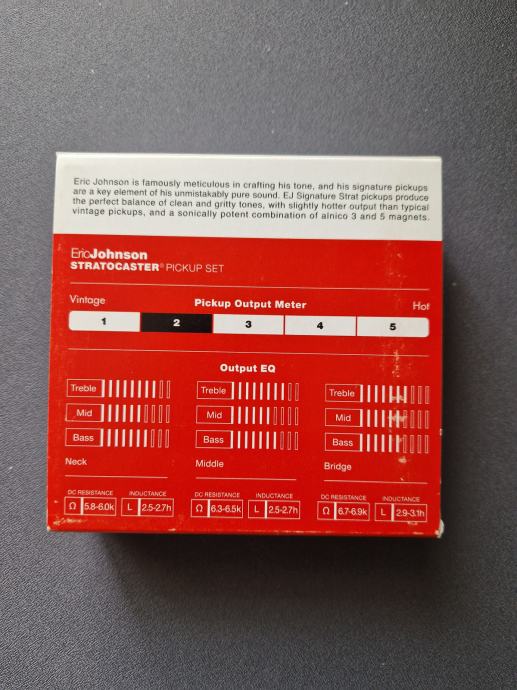 Eric Johnson is famously meticulous in crafting his tone, and his signature pickups
are a key element of his unmistakably pure sound. EJ Signature Strat pickups produce
the perfect balance of clean and gritty tones, with slightly hotter output than typical
vintage pickups, and a sonically potent combination of alnico 3 and 5 magnets.
EricJohnson
STRATOCASTER® PICKUP SET
Vintage Pickup Output Meter Hot
1 2 3 4 5
Output EQ
Treble Treble Treble
Mid Mid Mid
Bass Bass Bass
Neck Middle Bridge
DC RESISTANCE INDUCTANCE DC RESISTANCE INDUCTANCE DC RESISTANCE INDUCTANCE
Ω 5.8-6.0k L 2.5-2.7h Ω 6.3-6.5k L 2.5-2.7h Ω 6.7-6.9k L 2.9-3.1h